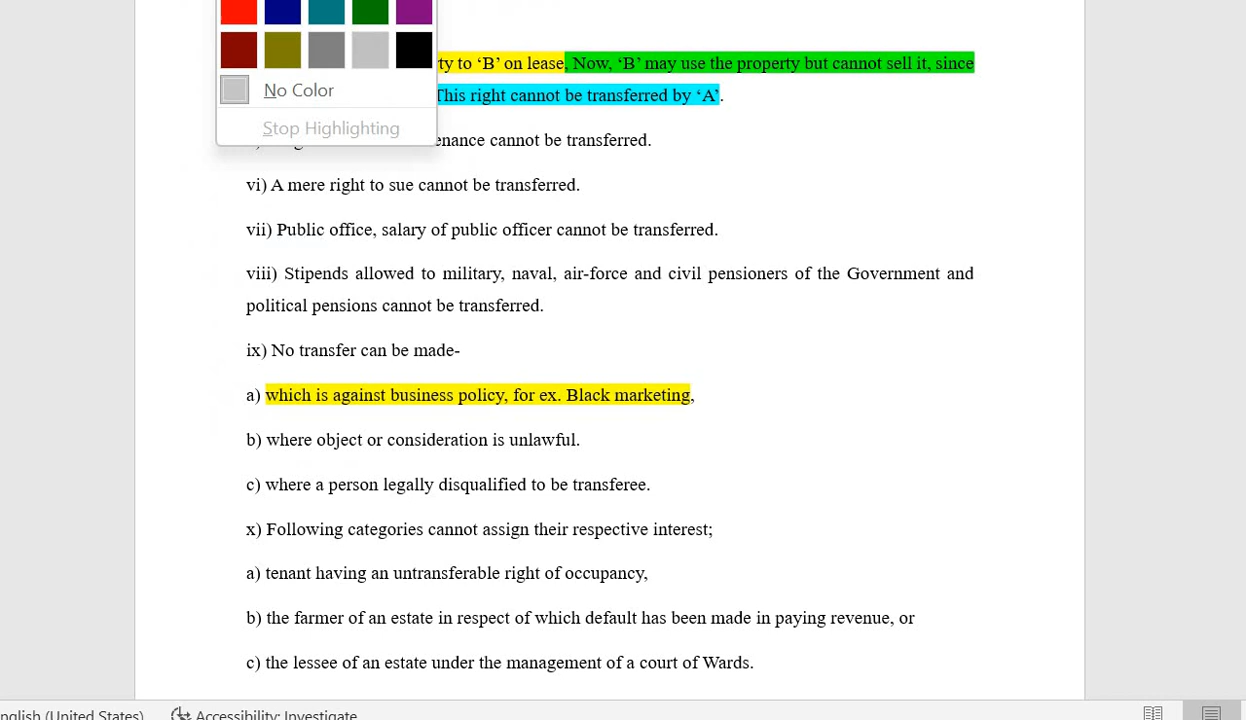 ty to ‘B’ on lease, Now, ‘B’ may use the property but cannot sell it, since
No Color
This right cannot be transferred by ‘A’.
Stop Highlighting
enance cannot be transferred.
vi) A mere right to sue cannot be transferred.
vii) Public office, salary of public officer cannot be transferred.
viii) Stipends allowed to military, naval, air-force and civil pensioners of the Government and
political pensions cannot be transferred.
ix) No transfer can be made-
a) which is against business policy, for ex. Black marketing,
b) where object or consideration is unlawful.
c) where a person legally disqualified to be transferee.
x) Following categories cannot assign their respective interest;
a) tenant having an untransferable right of occupancy,
b) the farmer of an estate in respect of which default has been made in paying revenue, or
c) the lessee of an estate under the management of a court of Wards.
nglish (United States)
Accessibility: Investigate